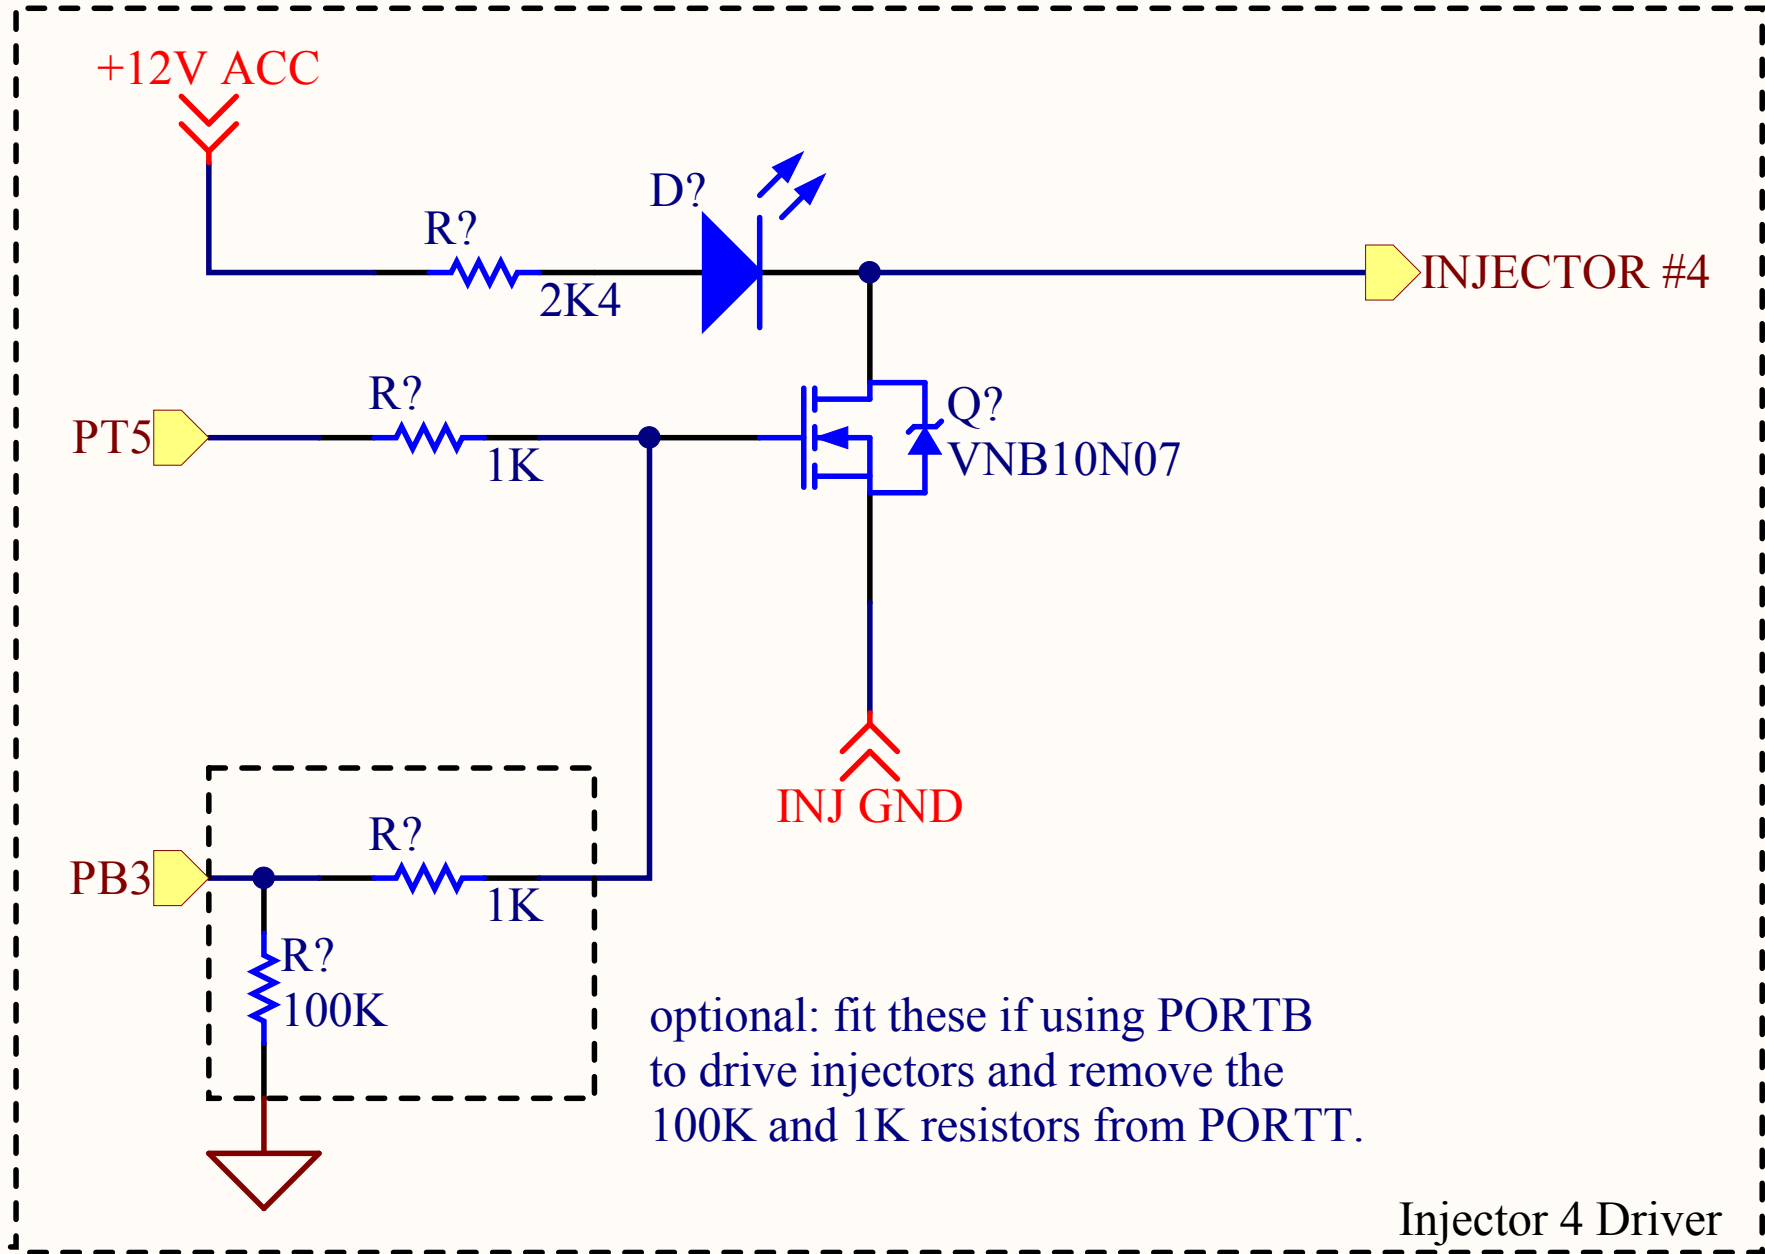 +12V ACC
D?
R?
2K4
INJECTOR #4
R?
PT5
1K
Q?
VNB10N07
INJ GND
R?
PB3
1K
R?
100K
optional: fit these if using PORTB
to drive injectors and remove the
100K and 1K resistors from PORTT.
Injector 4 Driver